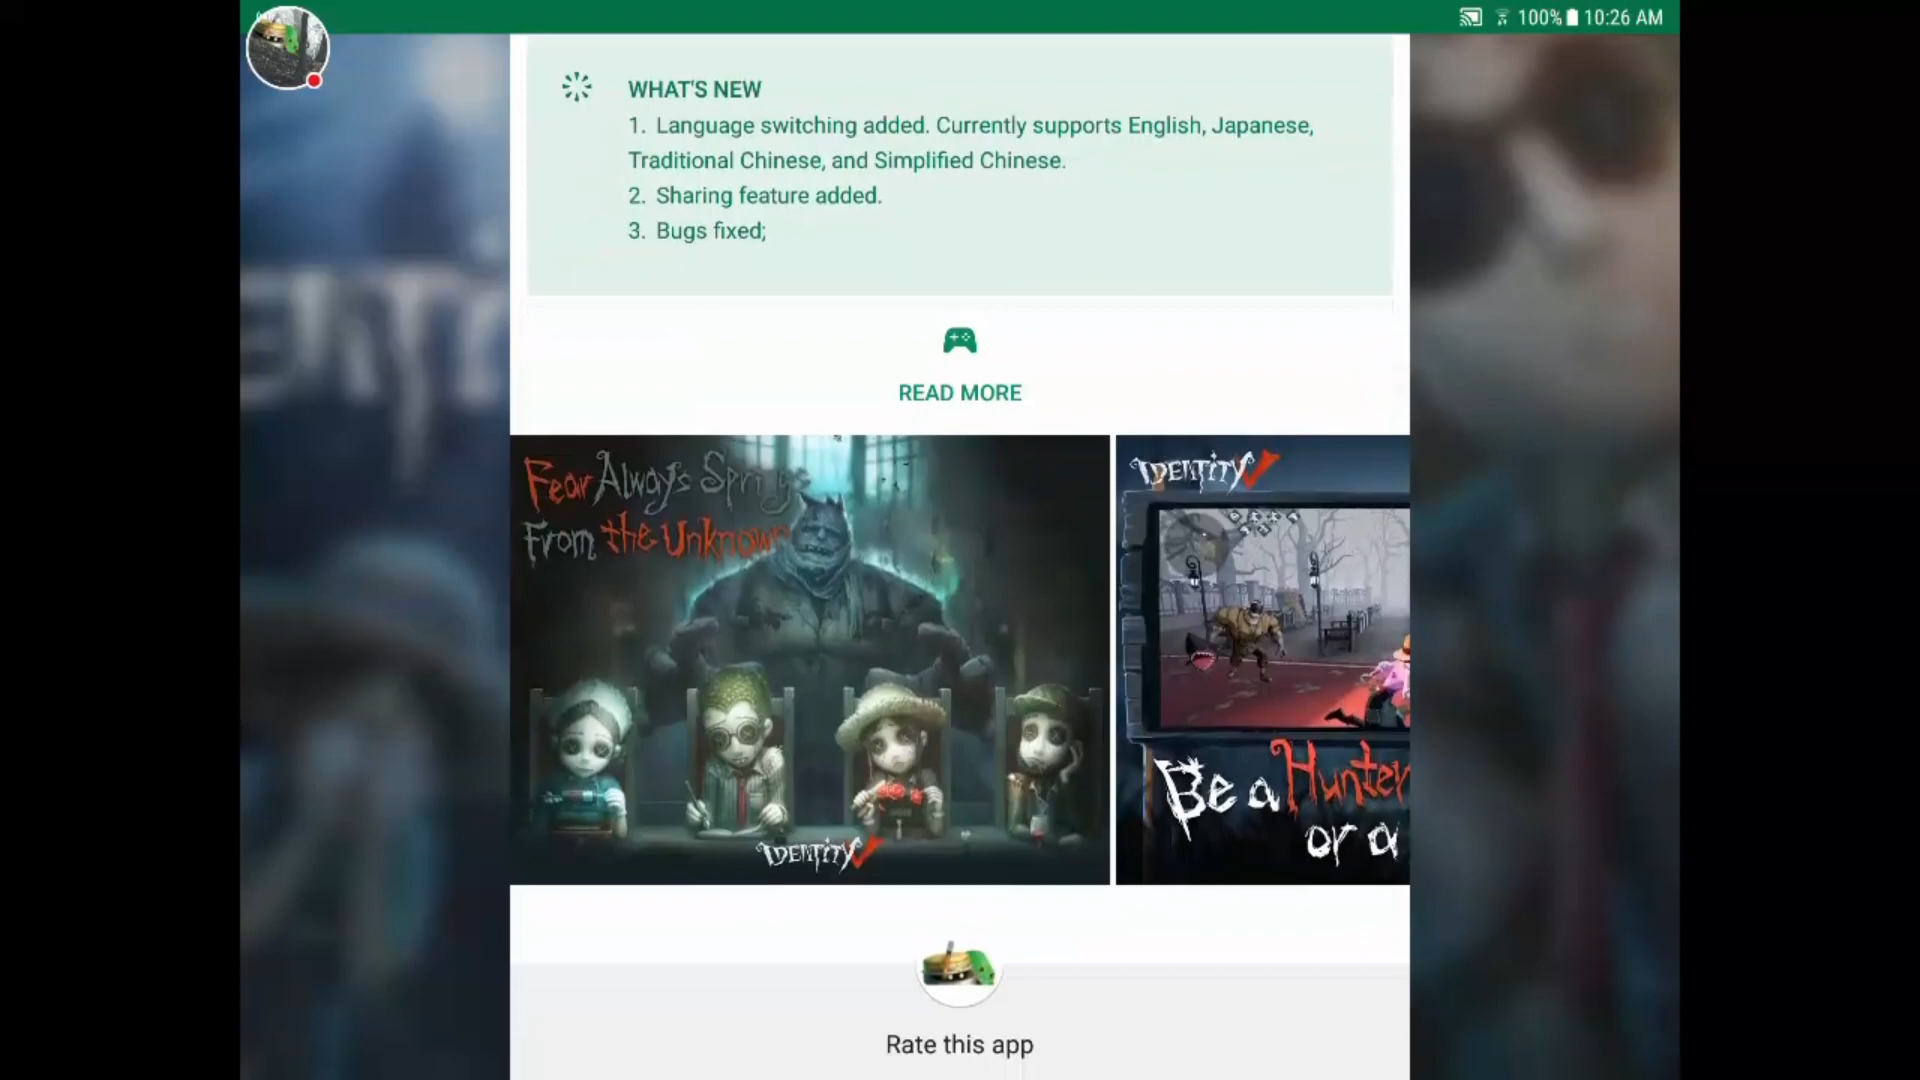 100% 10:26 AM
WHAT'S NEW
1. Language switching added. Currently supports English, Japanese,
Traditional Chinese, and Simplified Chinese.
2. Sharing feature added.
3. Bugs fixed;
READ MORE
Fear Always Springs
From the Unknown
IDENTITY V
IDENTITY V
Be a Hunter
or a
Rate this app